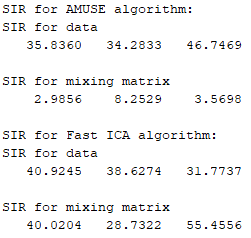 SIR for AMUSE algorithm:
SIR for data
35.8360 34.2833 46.7469
SIR for mixing matrix
2.9856 8.2529 3.5698
SIR for Fast ICA algorithm:
SIR for data
40.9245 38.6274 31.7737
SIR for mixing matrix
40.0204 28.7322 55.4556